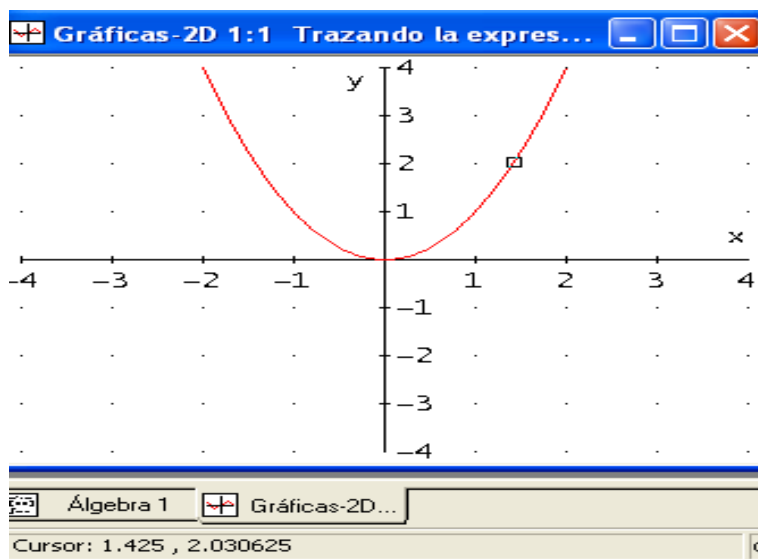 Gráficas-2D 1:1 Trazando la expres...
y
4
3
2
1
x
-4 -3 -2 -1 1 2 3 4
-1
-2
-3
-4
Álgebra 1 Gráficas-2D...
Cursor: 1.425 , 2.030625